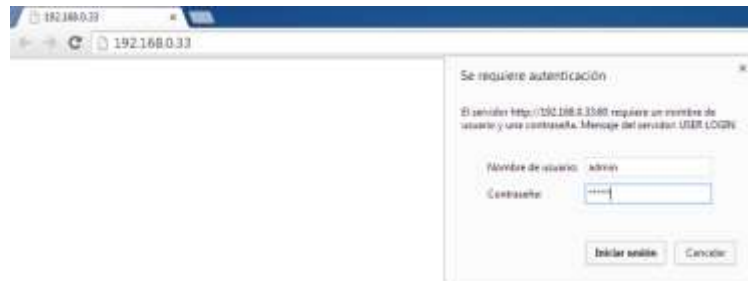 192.168.0.33
192.168.0.33
Se requiere autenticación
El servidor http://192.168.0.33:80 requiere un nombre de
usuario y una contraseña. Mensaje del servidor: USER LOGIN
Nombre de usuario: admin
Contraseña: *****
Iniciar sesión Cancelar